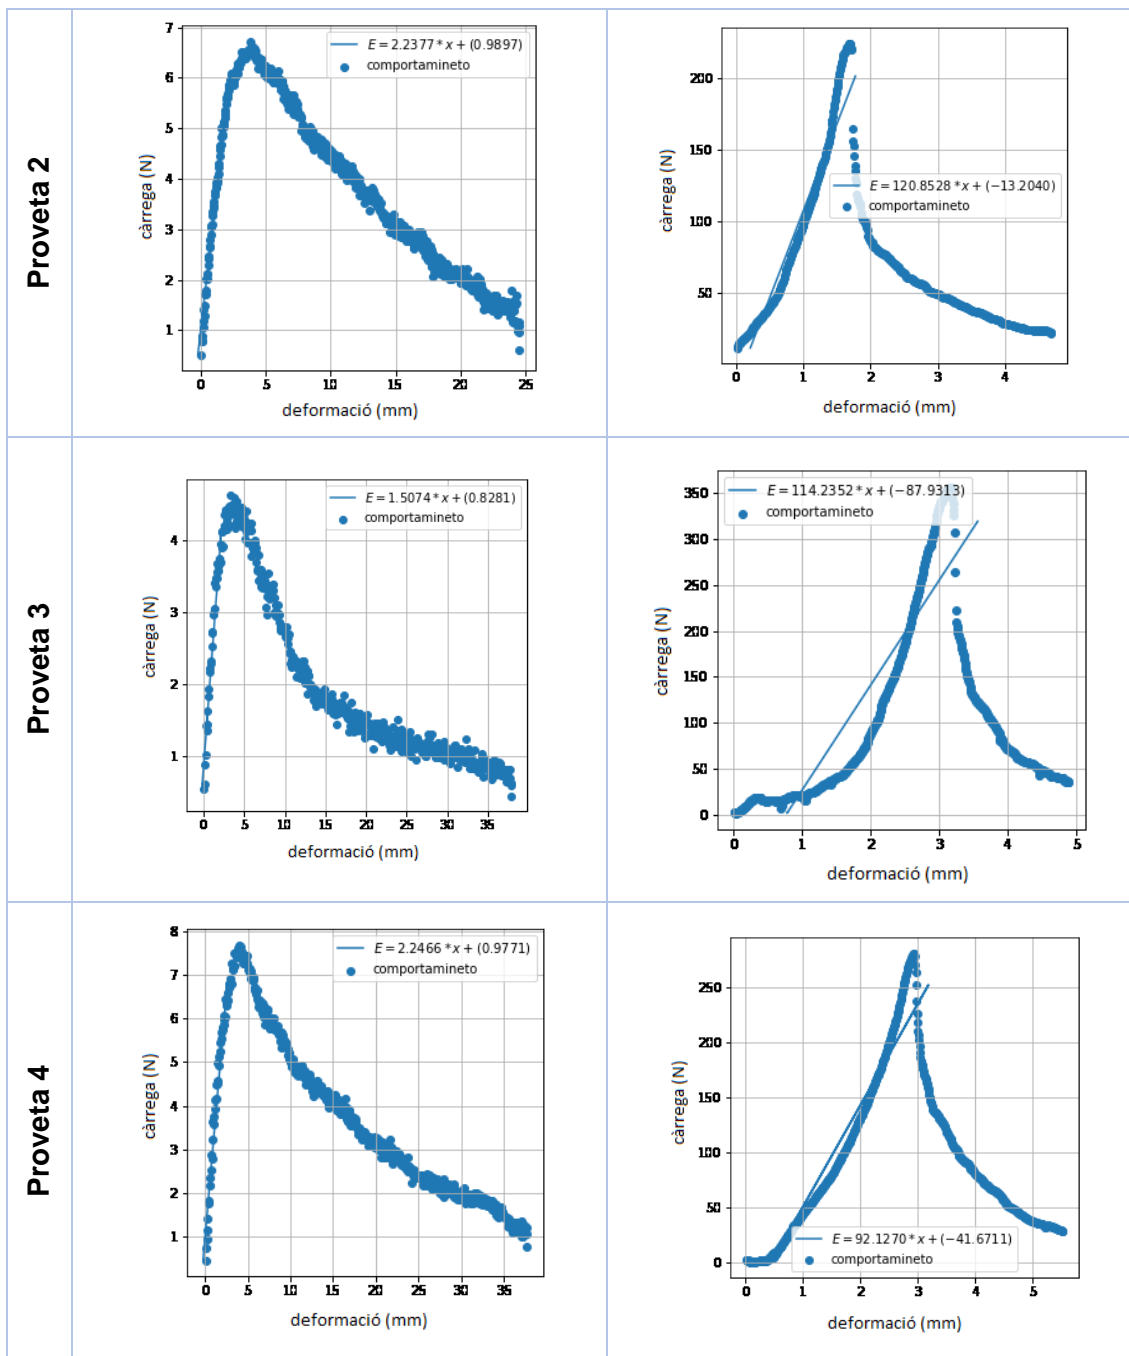 Proveta 2
7
6
5
4
3
2
1
0 5 10 15 20 25
càrrega (N)
deformació (mm)
E = 2.2377 * x + (0.9897)
comportamineto
200
150
100
50
0 1 2 3 4
càrrega (N)
deformació (mm)
E = 120.8528 * x + (−13.2040)
comportamineto
Proveta 3
4
3
2
1
0 5 10 15 20 25 30 35
càrrega (N)
deformació (mm)
E = 1.5074 * x + (0.8281)
comportamineto
350
300
250
200
150
100
50
0
0 1 2 3 4 5
càrrega (N)
deformació (mm)
E = 114.2352 * x + (−87.9313)
comportamineto
Proveta 4
8
7
6
5
4
3
2
1
0 5 10 15 20 25 30 35
càrrega (N)
deformació (mm)
E = 2.2466 * x + (0.9771)
comportamineto
250
200
150
100
50
0
0 1 2 3 4 5
càrrega (N)
deformació (mm)
E = 92.1270 * x + (−41.6711)
comportamineto